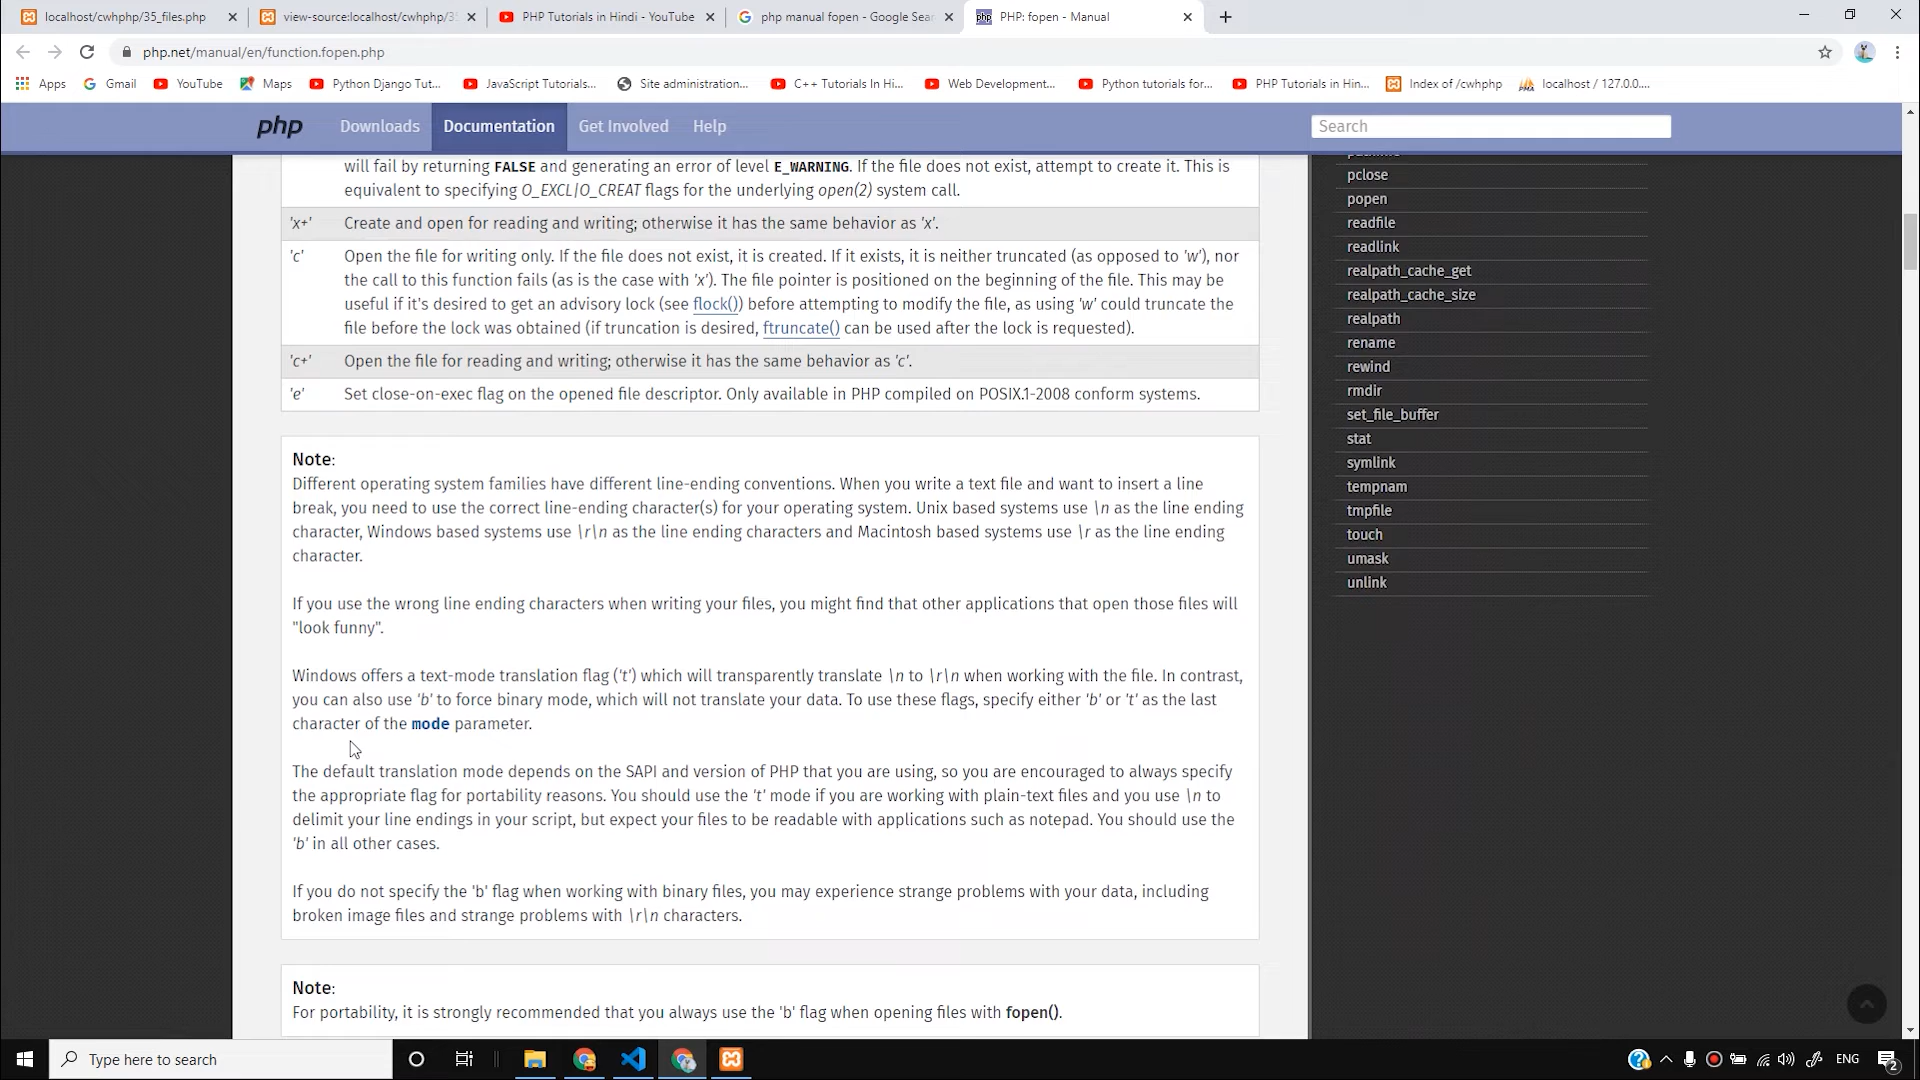 localhost/cwhphp/35_files.php
view-source:localhost/cwhphp/35
PHP Tutorials in Hindi - YouTube
php manual fopen - Google Sear
php PHP: fopen - Manual
php.net/manual/en/function.fopen.php
Apps
Gmail
YouTube
Maps
Python Django Tut...
JavaScript Tutorials...
Site administration...
C++ Tutorials In Hi...
Web Development...
Python tutorials for...
PHP Tutorials in Hin...
Index of /cwhphp
localhost / 127.0.0....
php
Downloads
Documentation
Get Involved
Help
Search
will fail by returning FALSE and generating an error of level E_WARNING. If the file does not exist, attempt to create it. This is
equivalent to specifying O_EXCL|O_CREAT flags for the underlying open(2) system call.
'x+' Create and open for reading and writing; otherwise it has the same behavior as 'x'.
'c' Open the file for writing only. If the file does not exist, it is created. If it exists, it is neither truncated (as opposed to 'w'), nor
the call to this function fails (as is the case with 'x'). The file pointer is positioned on the beginning of the file. This may be
useful if it's desired to get an advisory lock (see flock()) before attempting to modify the file, as using 'w' could truncate the
file before the lock was obtained (if truncation is desired, ftruncate() can be used after the lock is requested).
'c+' Open the file for reading and writing; otherwise it has the same behavior as 'c'.
'e' Set close-on-exec flag on the opened file descriptor. Only available in PHP compiled on POSIX.1-2008 conform systems.
Note:
Different operating system families have different line-ending conventions. When you write a text file and want to insert a line
break, you need to use the correct line-ending character(s) for your operating system. Unix based systems use \n as the line ending
character, Windows based systems use \r\n as the line ending characters and Macintosh based systems use \r as the line ending
character.
If you use the wrong line ending characters when writing your files, you might find that other applications that open those files will
"look funny".
Windows offers a text-mode translation flag ('t') which will transparently translate \n to \r\n when working with the file. In contrast,
you can also use 'b' to force binary mode, which will not translate your data. To use these flags, specify either 'b' or 't' as the last
character of the mode parameter.
The default translation mode depends on the SAPI and version of PHP that you are using, so you are encouraged to always specify
the appropriate flag for portability reasons. You should use the 't' mode if you are working with plain-text files and you use \n to
delimit your line endings in your script, but expect your files to be readable with applications such as notepad. You should use the
'b' in all other cases.
If you do not specify the 'b' flag when working with binary files, you may experience strange problems with your data, including
broken image files and strange problems with \r\n characters.
Note:
For portability, it is strongly recommended that you always use the 'b' flag when opening files with fopen().
pclose
popen
readfile
readlink
realpath_cache_get
realpath_cache_size
realpath
rename
rewind
rmdir
set_file_buffer
stat
symlink
tempnam
tmpfile
touch
umask
unlink
Type here to search
ENG
2